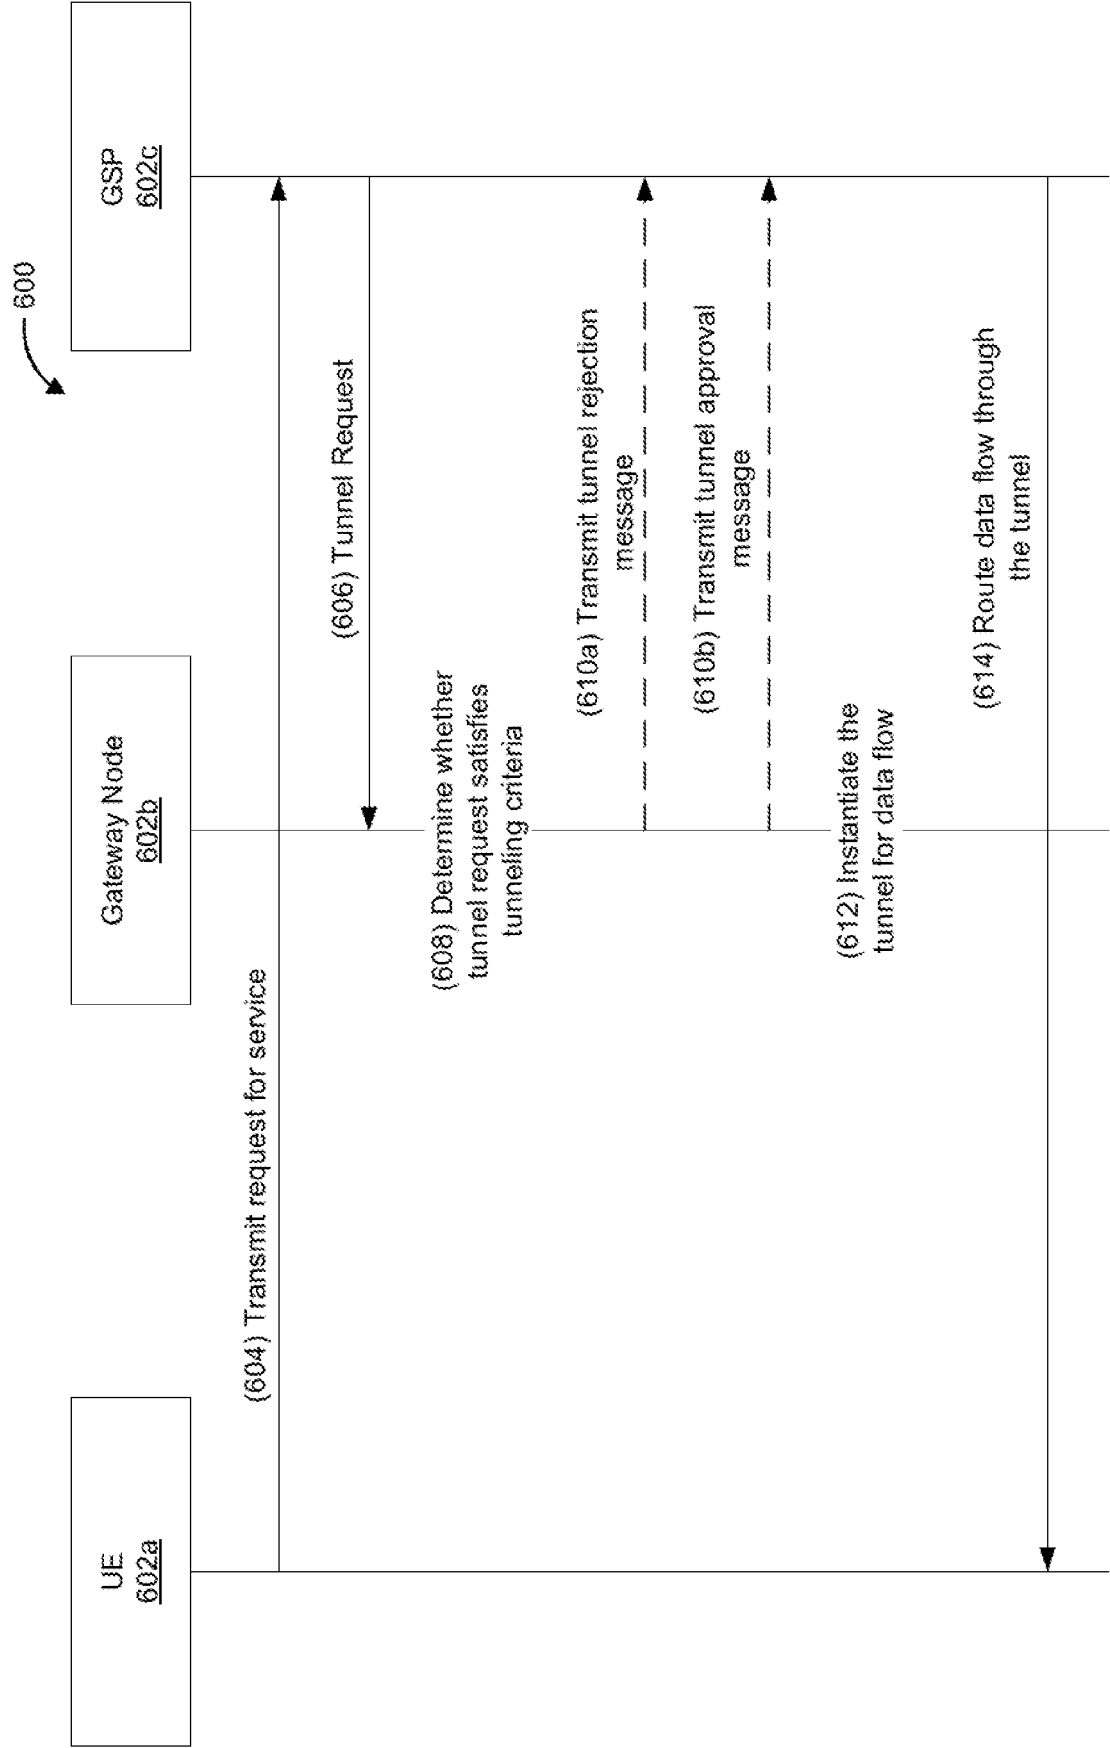 600
UE
602a
Gateway Node
602b
GSP
602c
(604) Transmit request for service
(606) Tunnel Request
(608) Determine whether
tunnel request satisfies
tunneling criteria
(610a) Transmit tunnel rejection
message
(610b) Transmit tunnel approval
message
(612) Instantiate the
tunnel for data flow
(614) Route data flow through
the tunnel